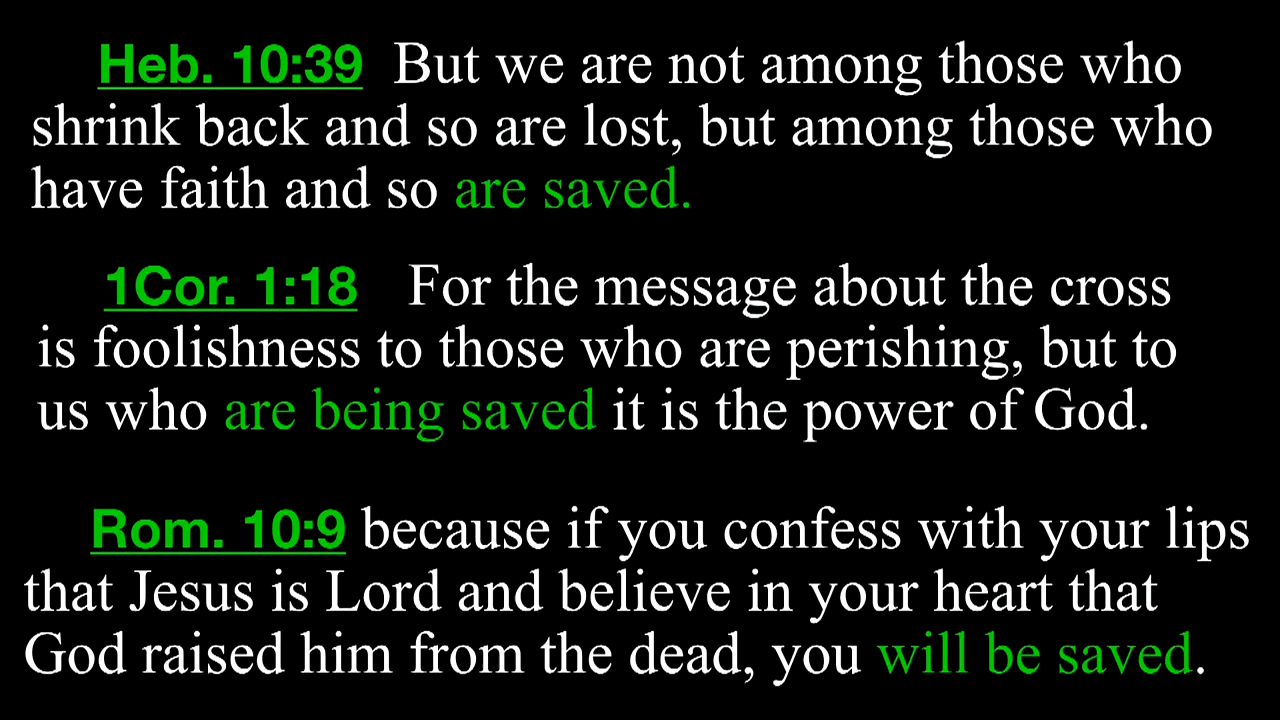 Heb. 10:39 But we are not among those who
shrink back and so are lost, but among those who
have faith and so are saved.
1Cor. 1:18 For the message about the cross
is foolishness to those who are perishing, but to
us who are being saved it is the power of God.
Rom. 10:9 because if you confess with your lips
that Jesus is Lord and believe in your heart that
God raised him from the dead, you will be saved.